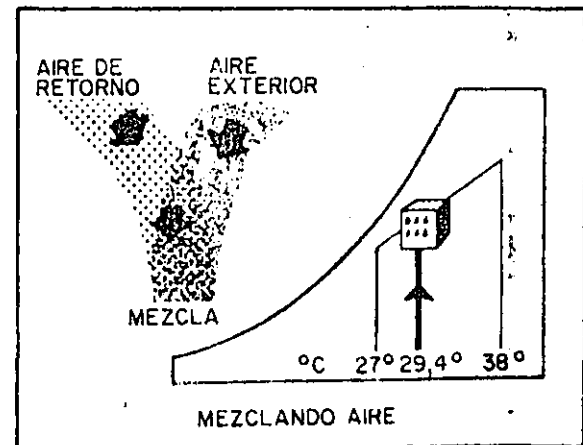 AIRE DE
RETORNO
AIRE
EXTERIOR
MEZCLA
°C 27° 29,4° 38°
MEZCLANDO AIRE